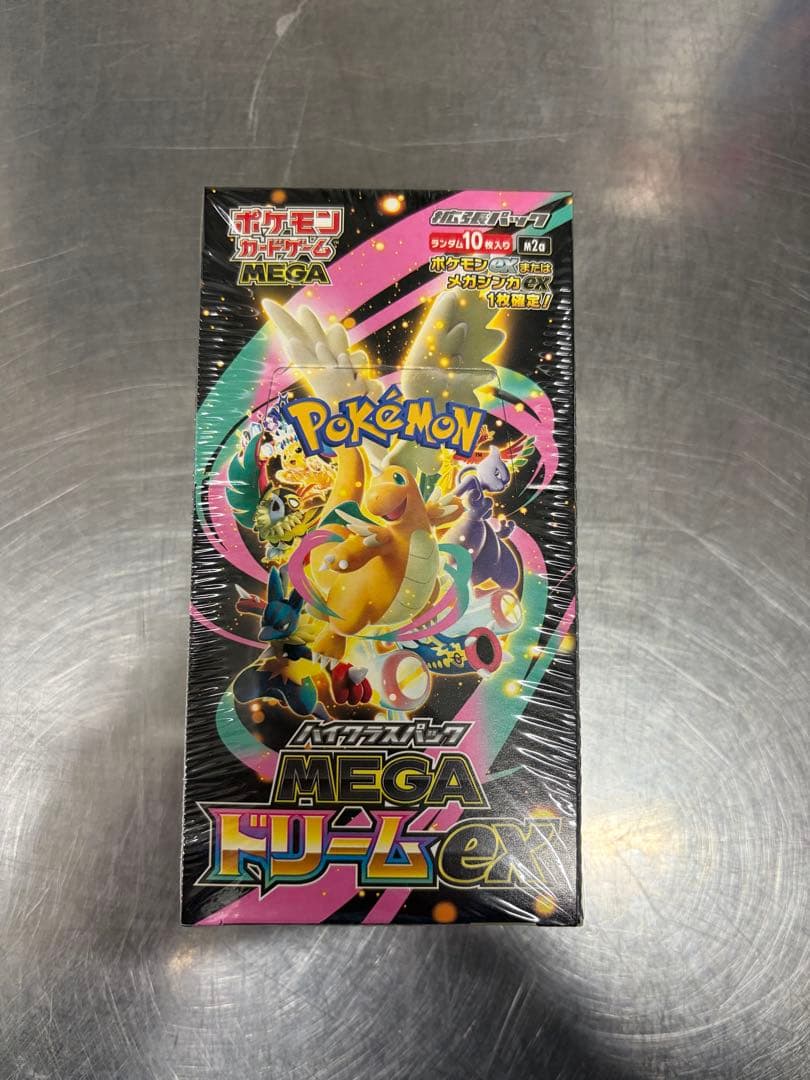 ポケモン
カードゲーム
MEGA
拡張パック
ランダム10枚入り
M2a
ポケモンexまたは
メガシンカex
1枚確定!
POKéMON
TM
ハイクラスパック
MEGA
ドリームex